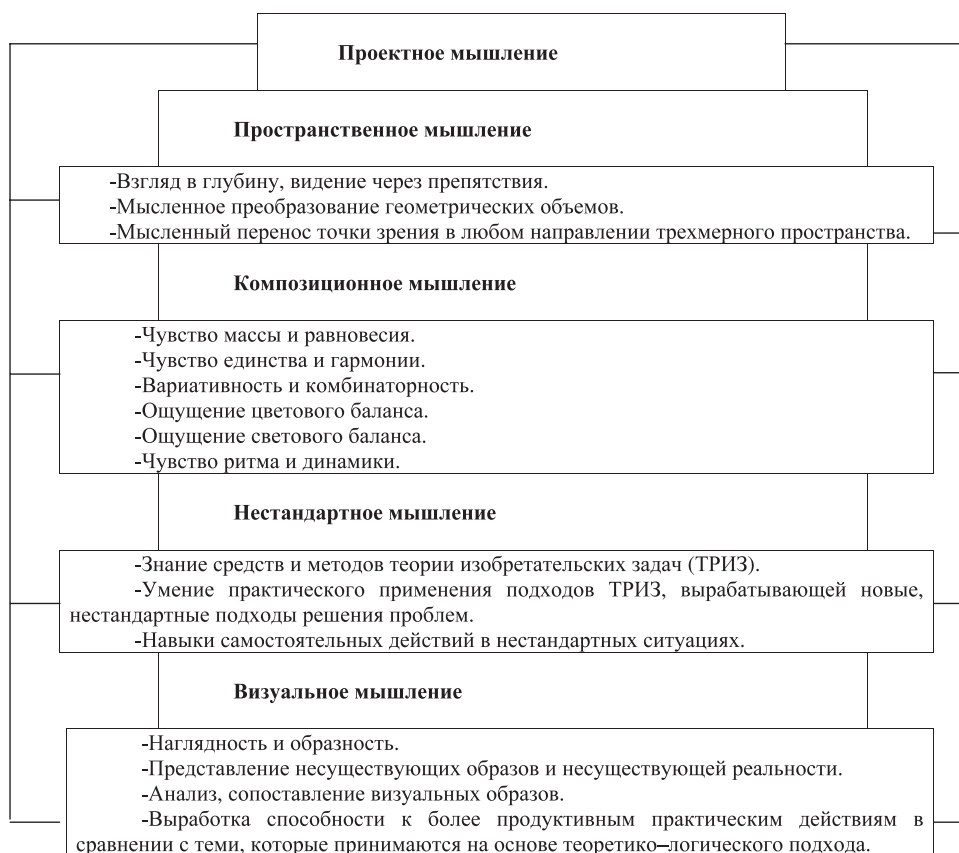 Проектное мышление
Пространственное мышление
-Взгляд в глубину, видение через препятствия.
-Мысленное преобразование геометрических объемов.
-Мысленный перенос точки зрения в любом направлении трехмерного пространства.
Композиционное мышление
-Чувство массы и равновесия.
-Чувство единства и гармонии.
-Вариативность и комбинаторность.
-Ощущение цветового баланса.
-Ощущение светового баланса.
-Чувство ритма и динамики.
Нестандартное мышление
-Знание средств и методов теории изобретательских задач (ТРИЗ).
-Умение практического применения подходов ТРИЗ, вырабатывающей новые,
нестандартные подходы решения проблем.
-Навыки самостоятельных действий в нестандартных ситуациях.
Визуальное мышление
-Наглядность и образность.
-Представление несуществующих образов и несуществующей реальности.
-Анализ, сопоставление визуальных образов.
-Выработка способности к более продуктивным практическим действиям в
сравнении с теми, которые принимаются на основе теоретико–логического подхода.